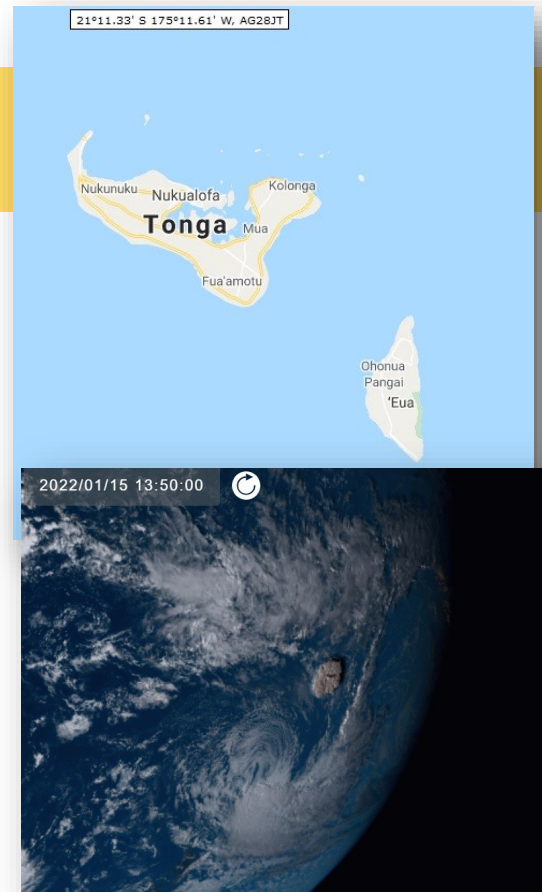 21°11.33' S 175°11.61' W, AG28JT
Nukunuku
Nukualofa
Kolonga
Tonga
Mua
Fua'amotu
Ohonua
Pangai
'Eua
2022/01/15 13:50:00